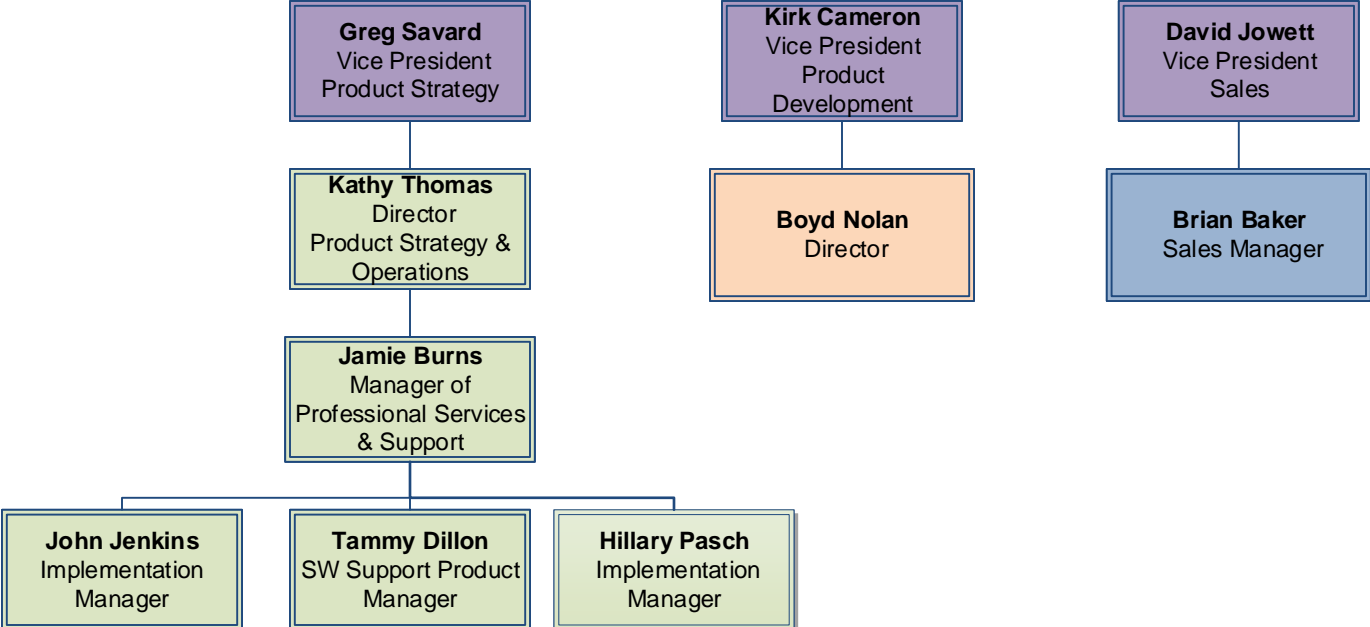 Greg Savard
Vice President
Product Strategy
Kirk Cameron
Vice President
Product
Development
David Jowett
Vice President
Sales
Kathy Thomas
Director
Product Strategy &
Operations
Boyd Nolan
Director
Brian Baker
Sales Manager
Jamie Burns
Manager of
Professional Services
& Support
John Jenkins
Implementation
Manager
Tammy Dillon
SW Support Product
Manager
Hillary Pasch
Implementation
Manager